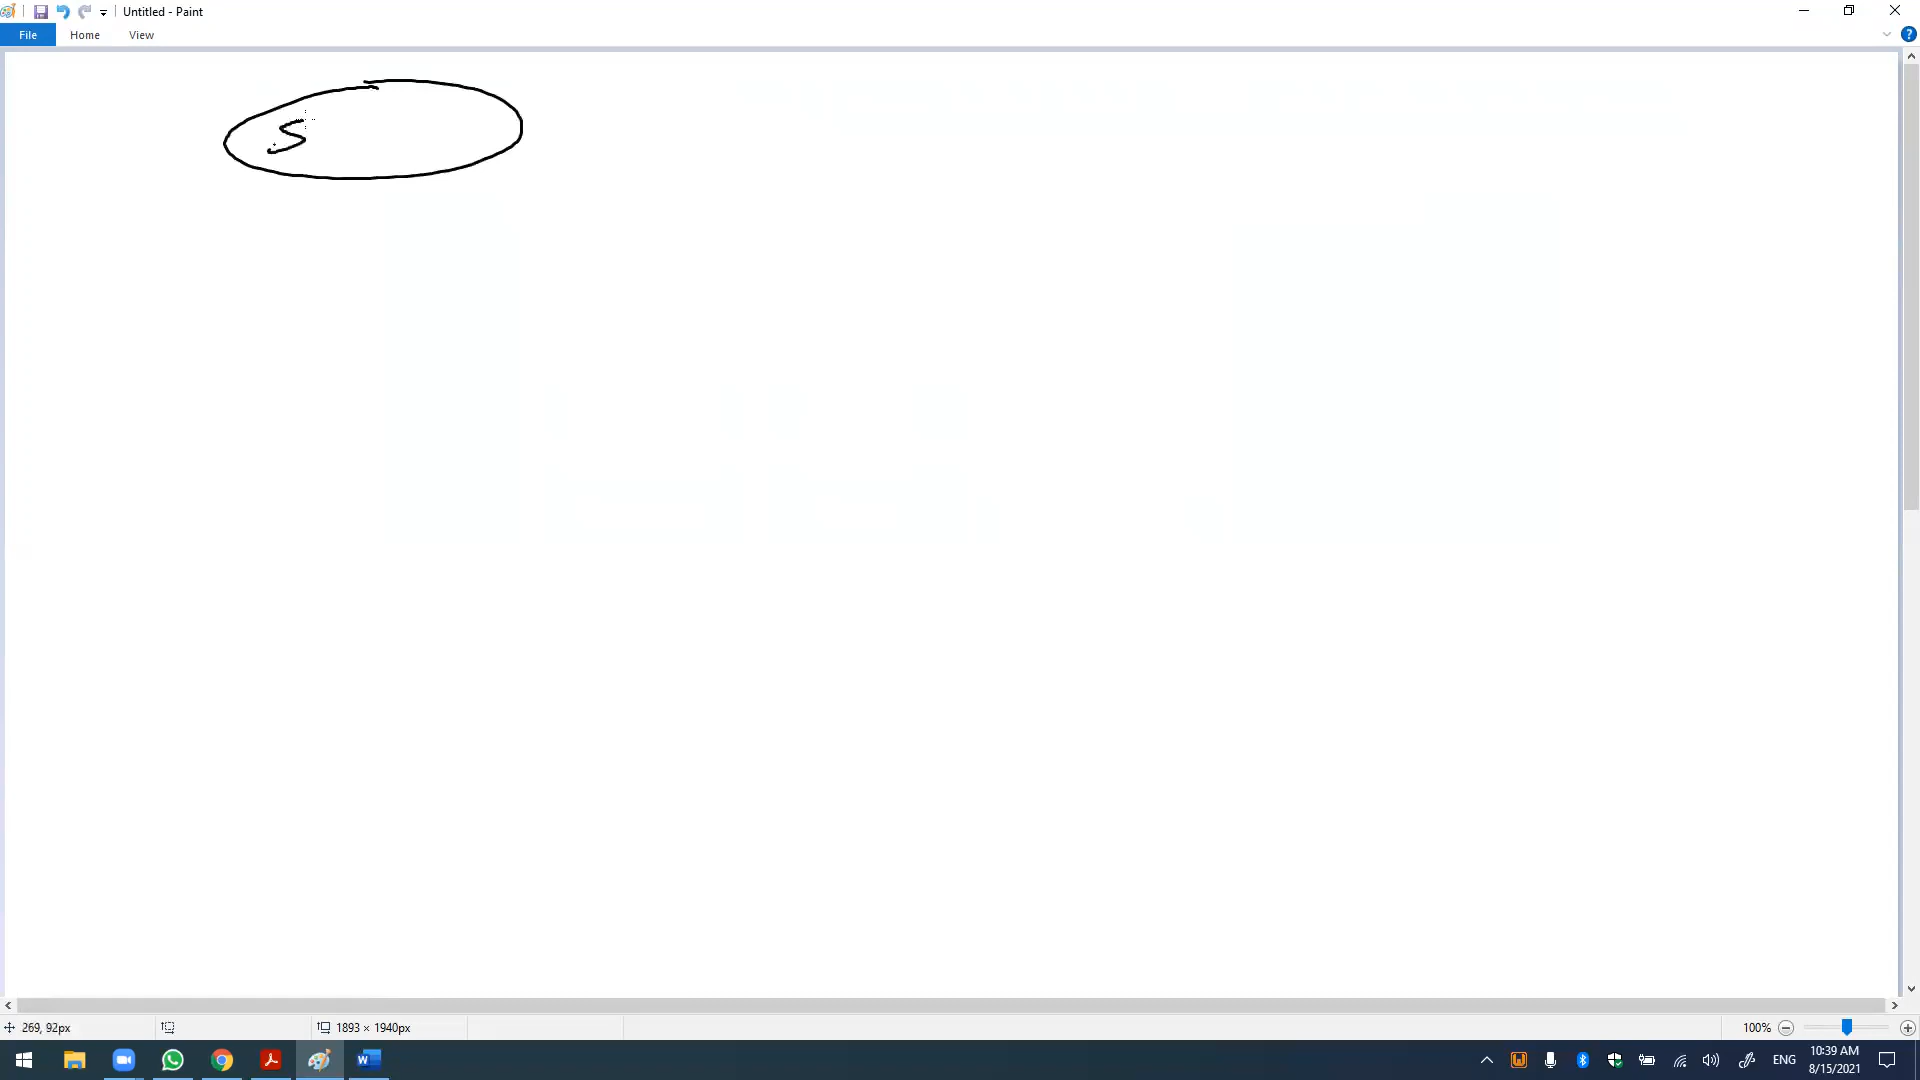 Untitled - Paint
File Home View
S
269, 92px
1893 × 1940px
100%
ENG
10:39 AM
8/15/2021